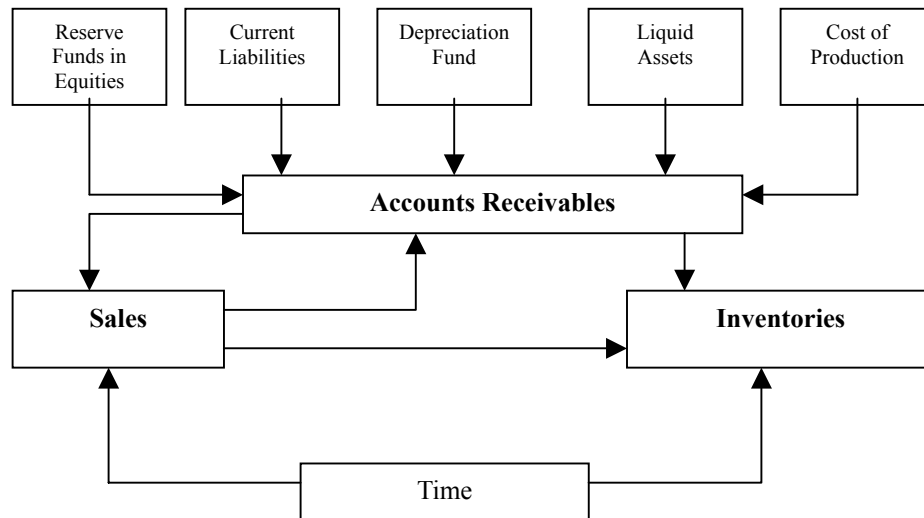 Reserve
Funds in
Equities
Current
Liabilities
Depreciation
Fund
Liquid
Assets
Cost of
Production
Accounts Receivables
Sales
Inventories
Time